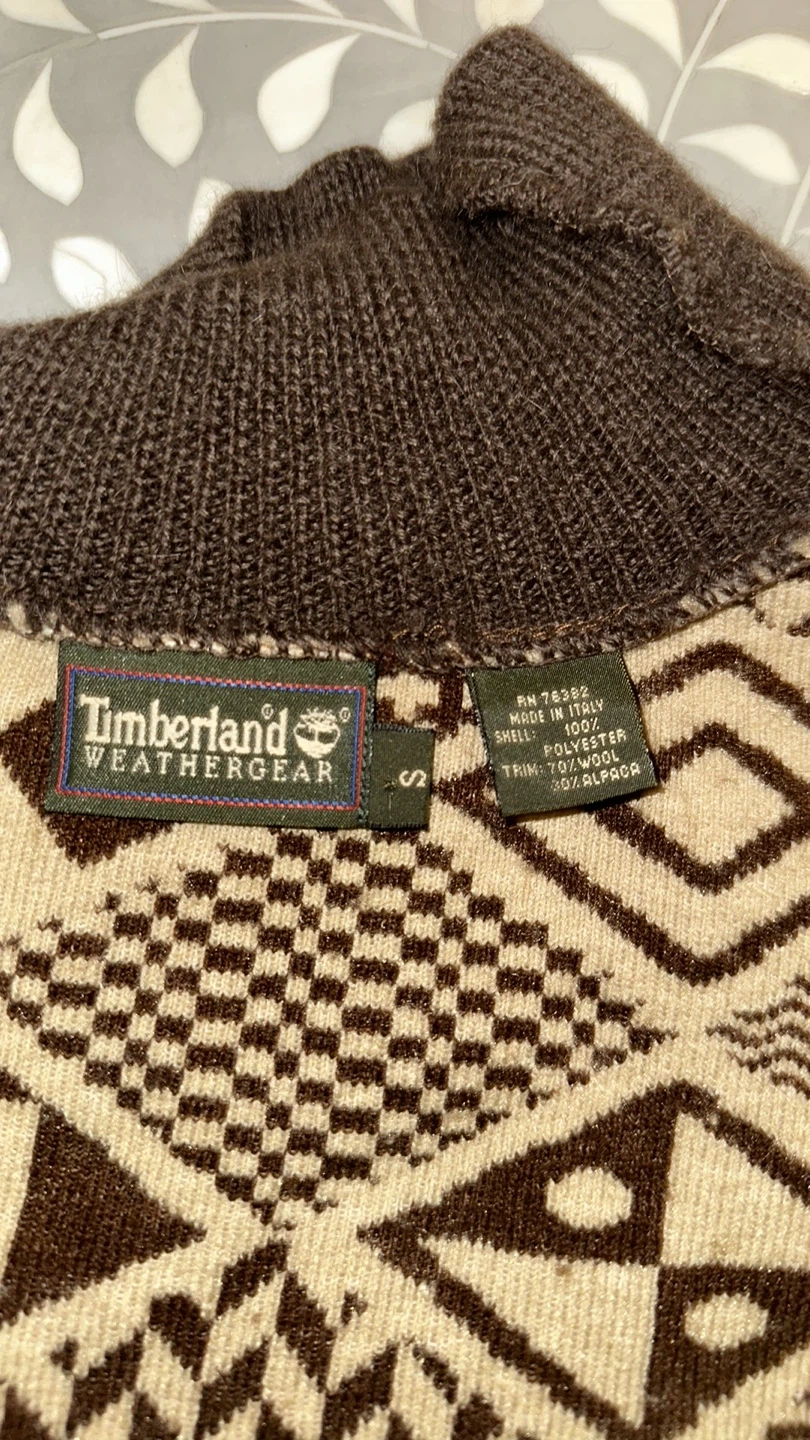 Timberland®
WEATHERGEAR
S
RN 76382
MADE IN ITALY
SHELL: 100%
POLYESTER
TRIM: 70% WOOL
30% ALPACA